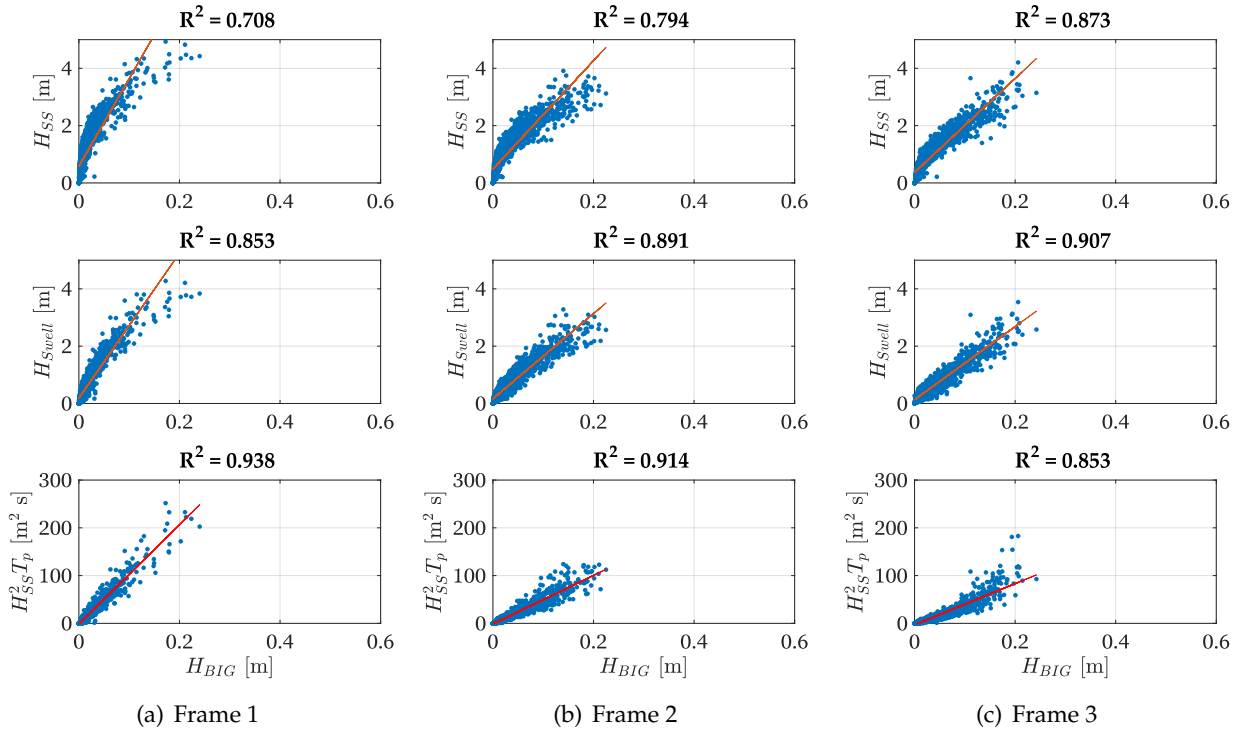 R² = 0.708
R² = 0.794
R² = 0.873
H_SS [m]
4
2
0
0 0.2 0.4 0.6
H_SS [m]
4
2
0
0 0.2 0.4 0.6
H_SS [m]
4
2
0
0 0.2 0.4 0.6
R² = 0.853
R² = 0.891
R² = 0.907
H_Swell [m]
4
2
0
0 0.2 0.4 0.6
H_Swell [m]
4
2
0
0 0.2 0.4 0.6
H_Swell [m]
4
2
0
0 0.2 0.4 0.6
R² = 0.938
R² = 0.914
R² = 0.853
H²_SS T_p [m² s]
300
200
100
0
0 0.2 0.4 0.6
H_BIG [m]
H²_SS T_p [m² s]
300
200
100
0
0 0.2 0.4 0.6
H_BIG [m]
H²_SS T_p [m² s]
300
200
100
0
0 0.2 0.4 0.6
H_BIG [m]
(a) Frame 1
(b) Frame 2
(c) Frame 3